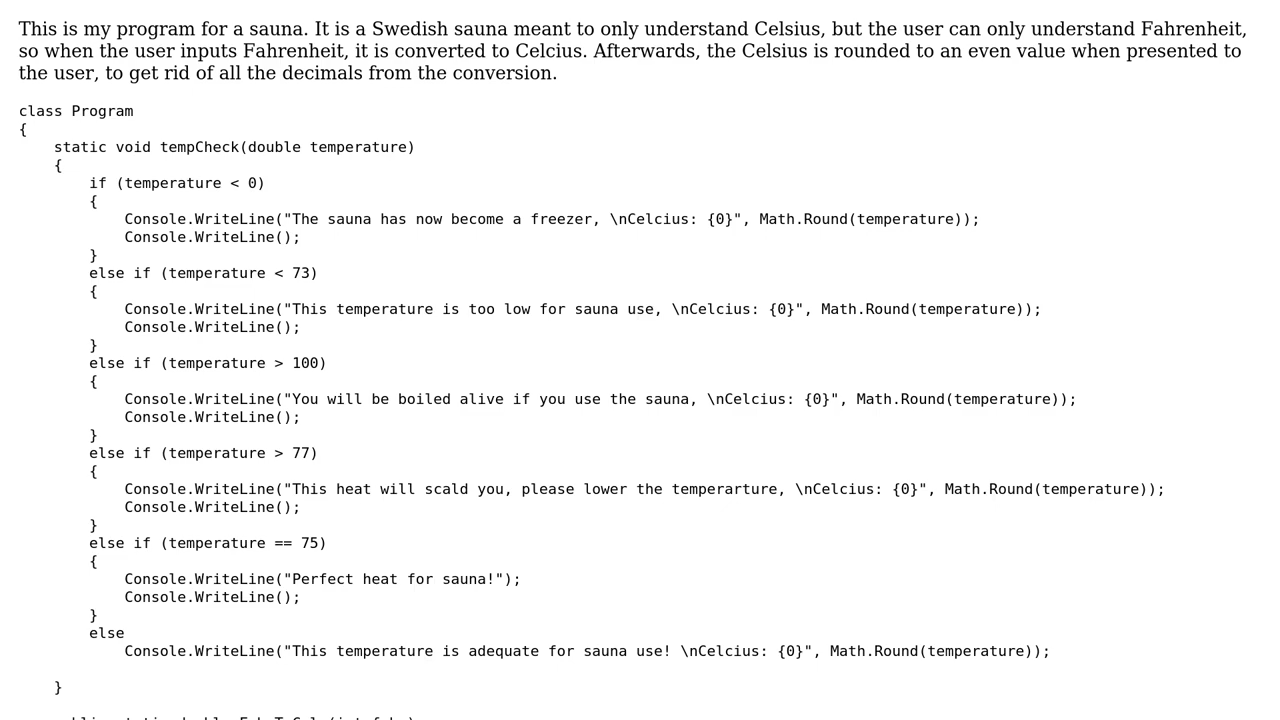 This is my program for a sauna. It is a Swedish sauna meant to only understand Celsius, but the user can only understand Fahrenheit,
so when the user inputs Fahrenheit, it is converted to Celcius. Afterwards, the Celsius is rounded to an even value when presented to
the user, to get rid of all the decimals from the conversion.
class Program
{
    static void tempCheck(double temperature)
    {
        if (temperature < 0)
        {
            Console.WriteLine("The sauna has now become a freezer, \nCelcius: {0}", Math.Round(temperature));
            Console.WriteLine();
        }
        else if (temperature < 73)
        {
            Console.WriteLine("This temperature is too low for sauna use, \nCelcius: {0}", Math.Round(temperature));
            Console.WriteLine();
        }
        else if (temperature > 100)
        {
            Console.WriteLine("You will be boiled alive if you use the sauna, \nCelcius: {0}", Math.Round(temperature));
            Console.WriteLine();
        }
        else if (temperature > 77)
        {
            Console.WriteLine("This heat will scald you, please lower the temperarture, \nCelcius: {0}", Math.Round(temperature));
            Console.WriteLine();
        }
        else if (temperature == 75)
        {
            Console.WriteLine("Perfect heat for sauna!");
            Console.WriteLine();
        }
        else
            Console.WriteLine("This temperature is adequate for sauna use! \nCelcius: {0}", Math.Round(temperature));
    }